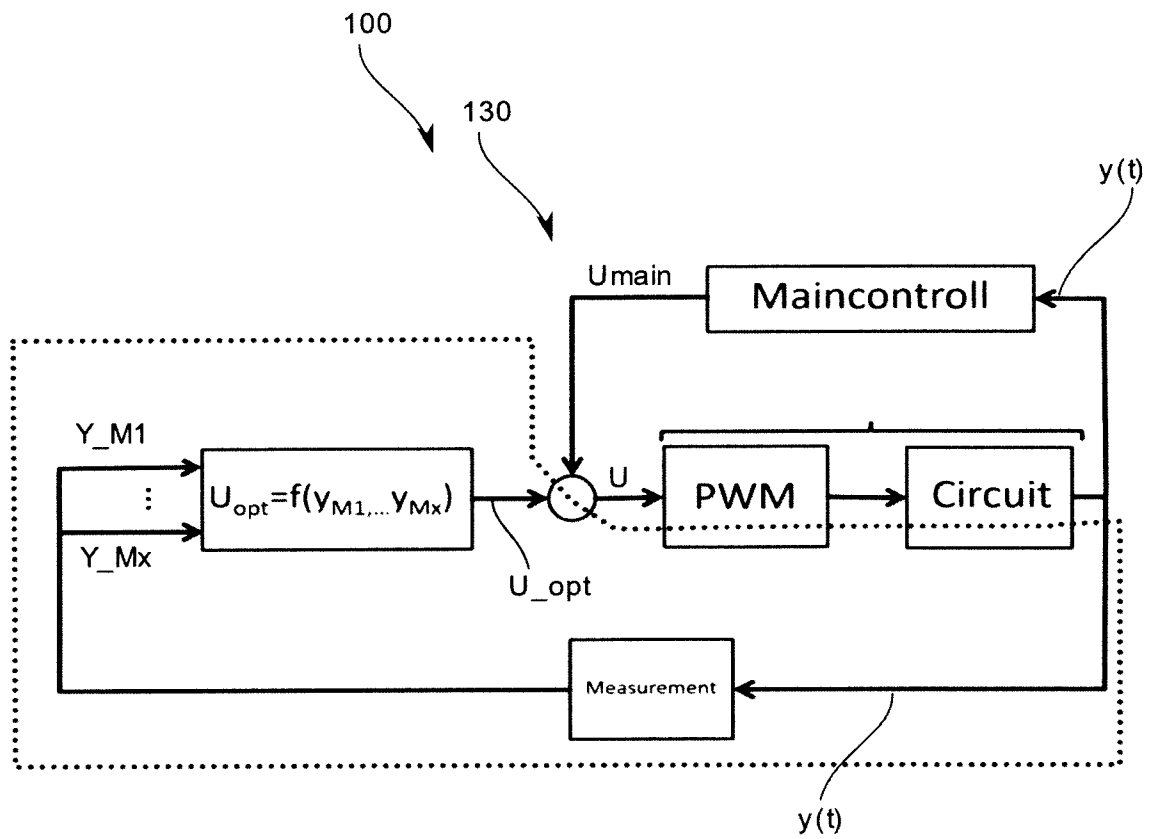 100
130
y(t)
Umain
Maincontroll
Y_M1
⋮
Y_Mx
U_opt=f(y_M1,...y_Mx)
U
PWM
Circuit
U_opt
Measurement
y(t)